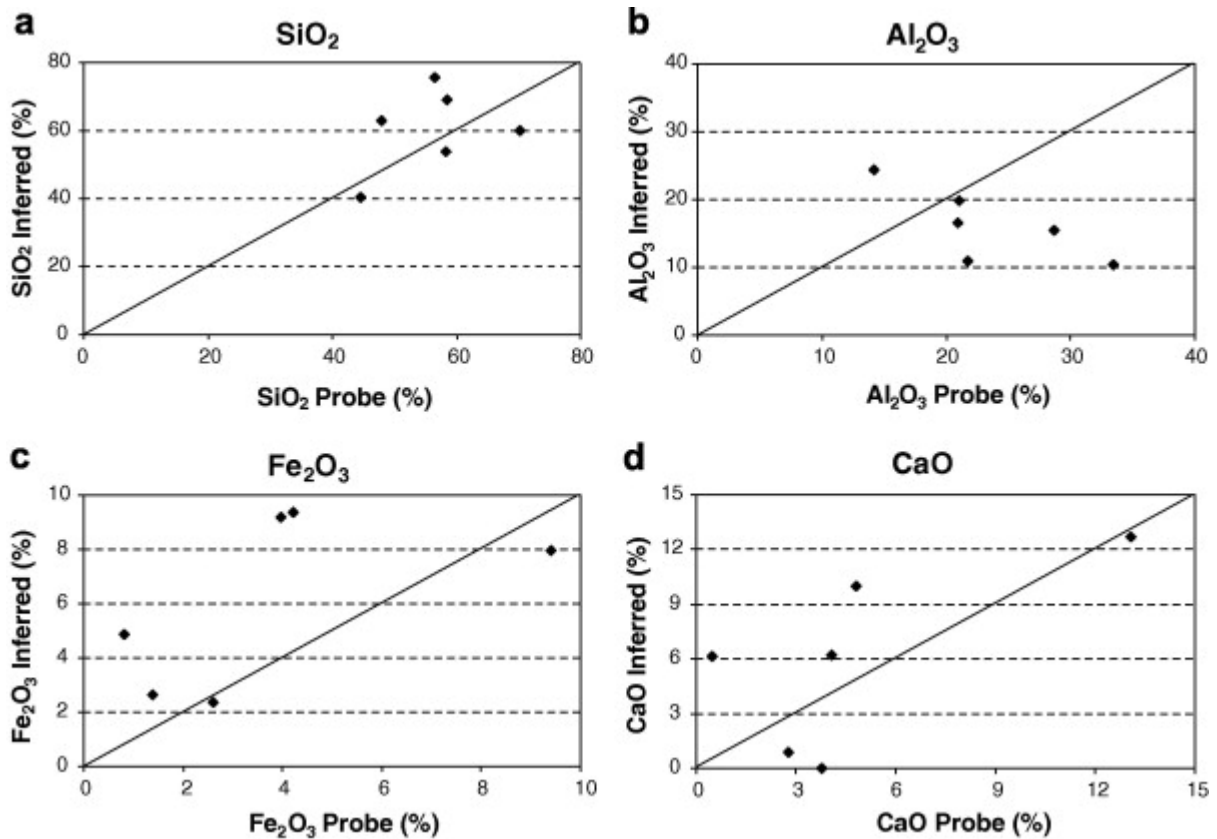 a
SiO₂
80
60
40
20
0
SiO₂ Inferred (%)
0 20 40 60 80
SiO₂ Probe (%)
b
Al₂O₃
40
30
20
10
0
Al₂O₃ Inferred (%)
0 10 20 30 40
Al₂O₃ Probe (%)
c
Fe₂O₃
10
8
6
4
2
0
Fe₂O₃ Inferred (%)
0 2 4 6 8 10
Fe₂O₃ Probe (%)
d
CaO
15
12
9
6
3
0
CaO Inferred (%)
0 3 6 9 12 15
CaO Probe (%)